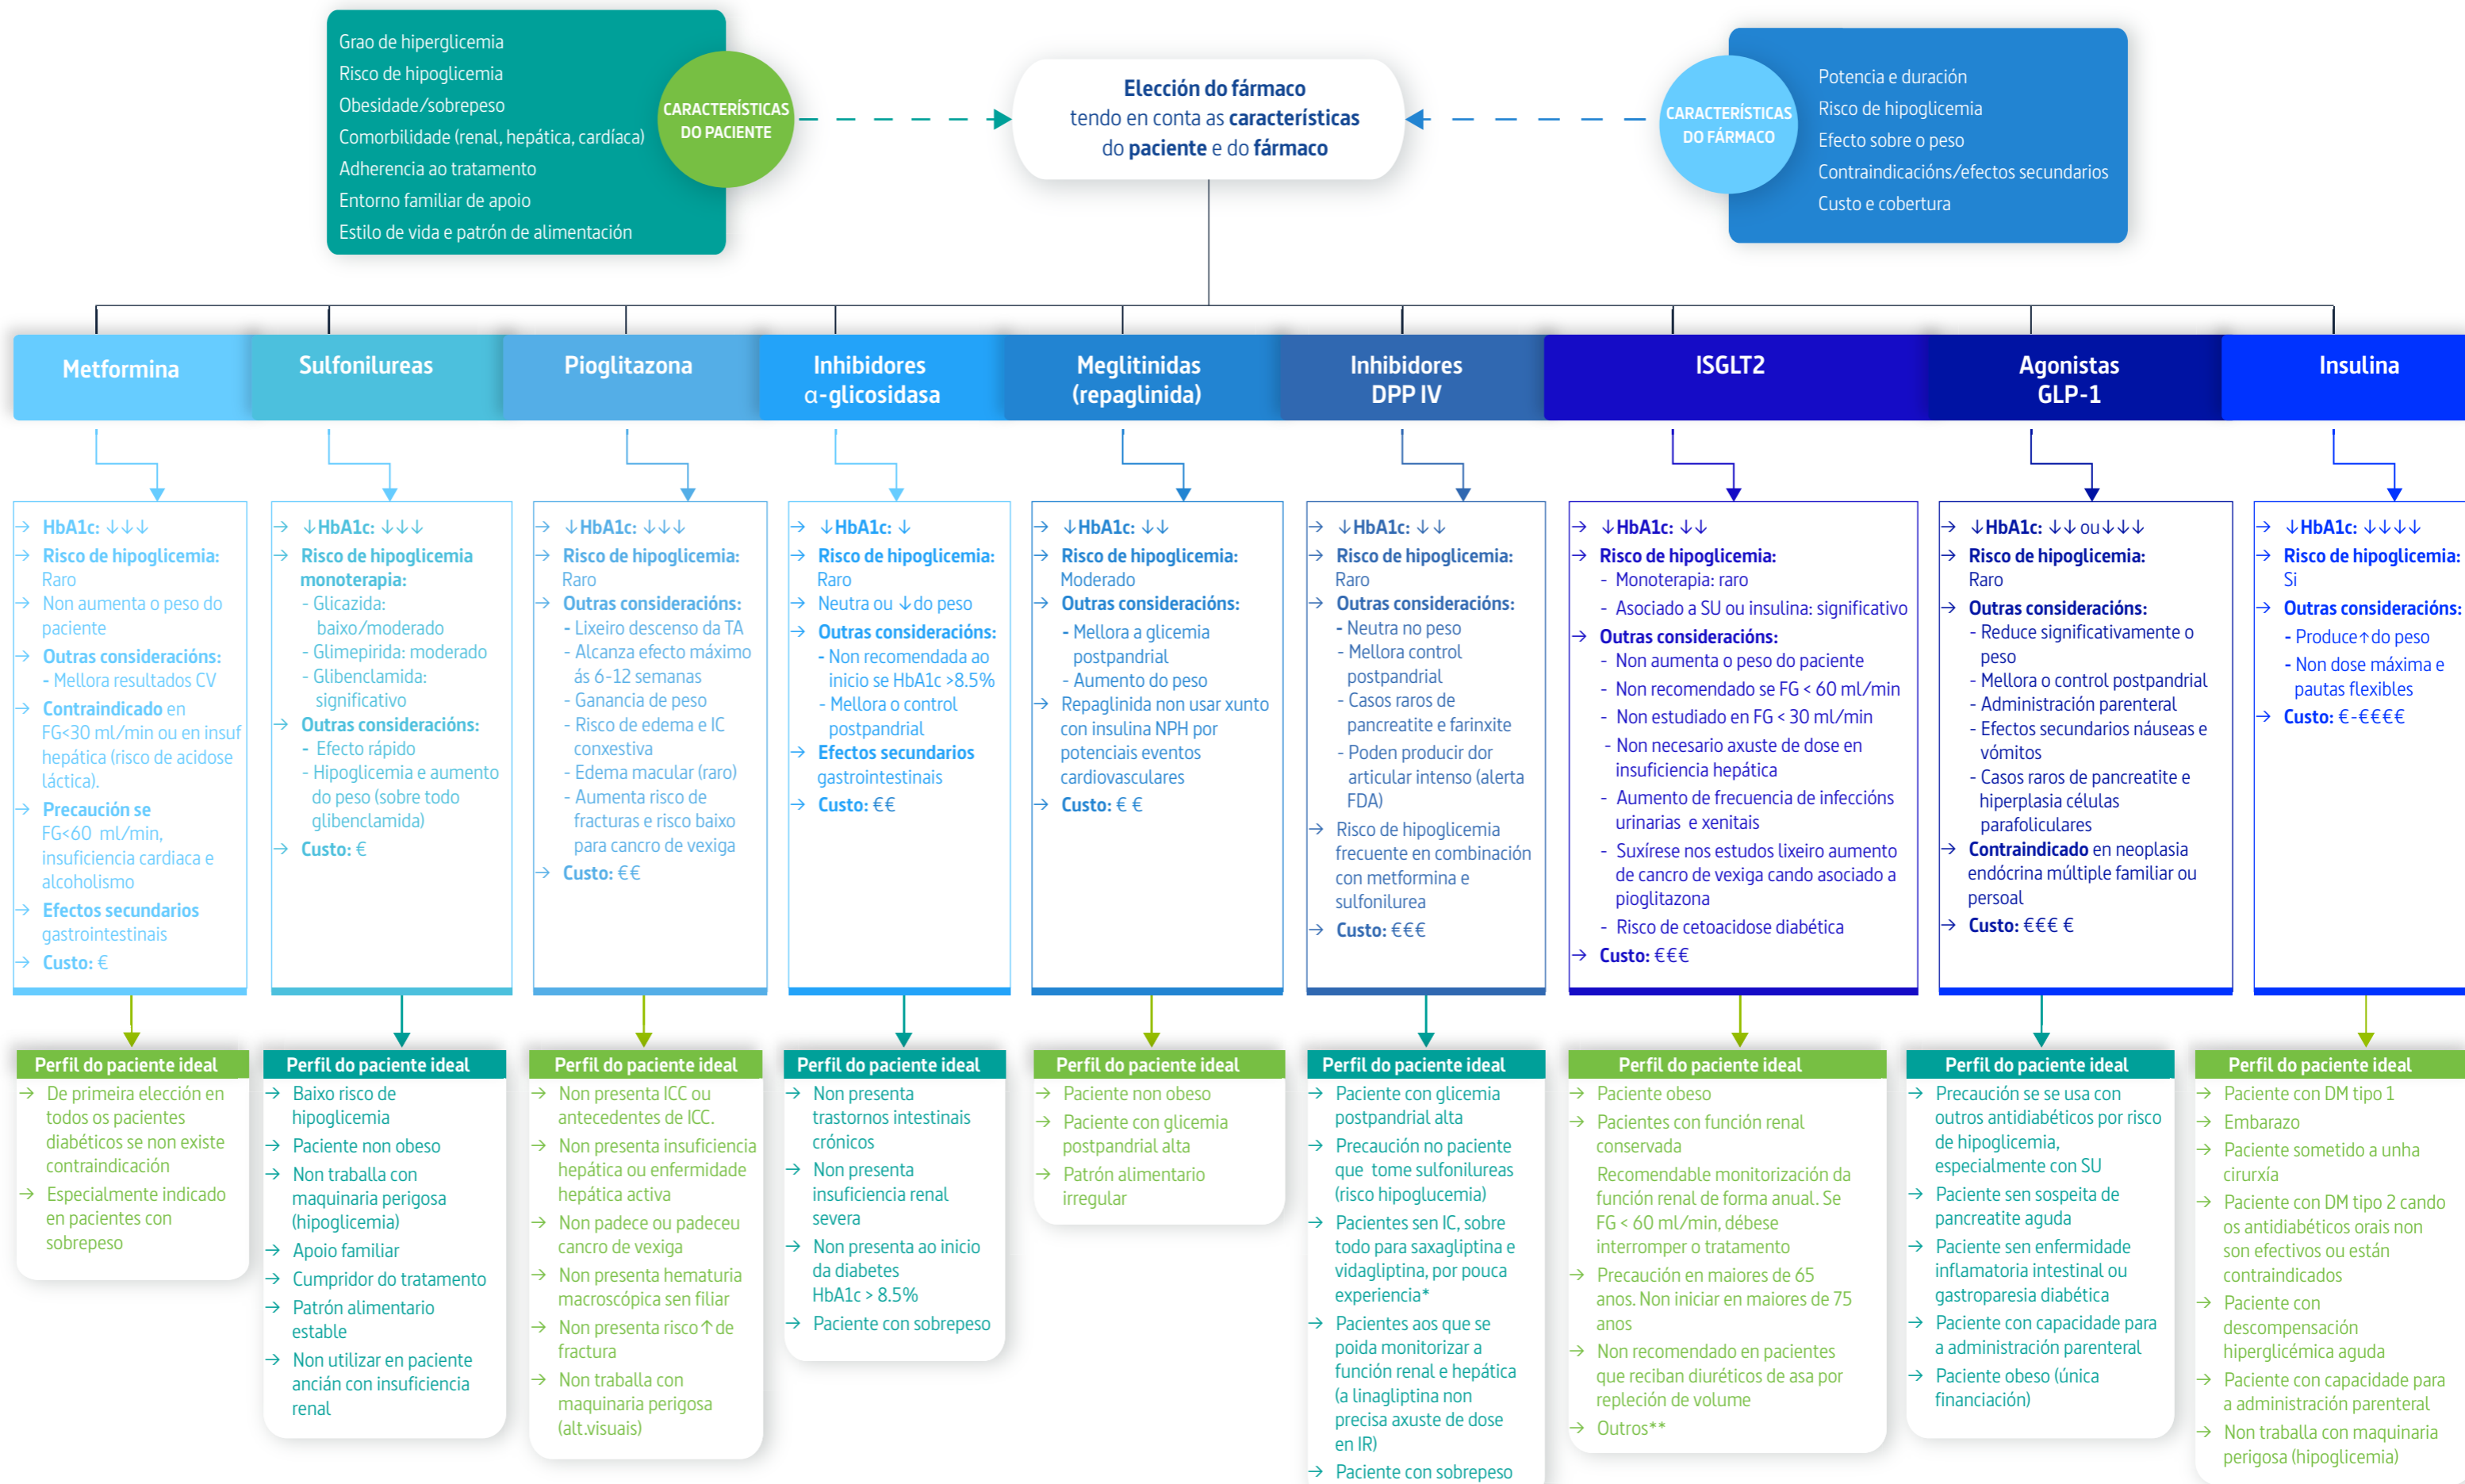 Grao de hiperglicemia
Risco de hipoglicemia
Obesidade/sobrepeso
Comorbilidade (renal, hepática, cardíaca)
Adherencia ao tratamento
Entorno familiar de apoio
Estilo de vida e patrón de alimentación
CARACTERÍSTICAS
DO PACIENTE
Elección do fármaco
tendo en conta as características
do paciente e do fármaco
CARACTERÍSTICAS
DO FÁRMACO
Potencia e duración
Risco de hipoglicemia
Efecto sobre o peso
Contraindicacións/efectos secundarios
Custo e cobertura
Metformina
→ HbA1c: ↓↓↓
→ Risco de hipoglicemia:
Raro
→ Non aumenta o peso do
paciente
→ Outras consideracións:
- Mellora resultados CV
→ Contraindicado en
FG<30 ml/min ou en insuf
hepática (risco de acidose
láctica).
→ Precaución se
FG<60 ml/min,
insuficiencia cardiaca e
alcoholismo
→ Efectos secundarios
gastrointestinais
→ Custo: €
Perfil do paciente ideal
→ De primeira elección en
todos os pacientes
diabéticos se non existe
contraindicación
→ Especialmente indicado
en pacientes con
sobrepeso
Sulfonilureas
→ ↓HbA1c: ↓↓↓
→ Risco de hipoglicemia
monoterapia:
- Glicazida:
baixo/moderado
- Glimepirida: moderado
- Glibenclamida:
significativo
→ Outras consideracións:
- Efecto rápido
- Hipoglicemia e aumento
do peso (sobre todo
glibenclamida)
→ Custo: €
Perfil do paciente ideal
→ Baixo risco de
hipoglicemia
→ Paciente non obeso
→ Non traballa con
maquinaria perigosa
(hipoglicemia)
→ Apoio familiar
→ Cumpridor do tratamento
→ Patrón alimentario
estable
→ Non utilizar en paciente
ancián con insuficiencia
renal
Pioglitazona
→ ↓HbA1c: ↓↓↓
→ Risco de hipoglicemia:
Raro
→ Outras consideracións:
- Lixeiro descenso da TA
- Alcanza efecto máximo
ás 6-12 semanas
- Ganancia de peso
- Risco de edema e IC
conxestiva
- Edema macular (raro)
- Aumenta risco de
fracturas e risco baixo
para cancro de vexiga
→ Custo: €€
Perfil do paciente ideal
→ Non presenta ICC ou
antecedentes de ICC.
→ Non presenta insuficiencia
hepática ou enfermidade
hepática activa
→ Non padece ou padeceu
cancro de vexiga
→ Non presenta hematuria
macroscópica sen filiar
→ Non presenta risco↑de
fractura
→ Non traballa con
maquinaria perigosa
(alt.visuais)
Inhibidores
α-glicosidasa
→ ↓HbA1c: ↓
→ Risco de hipoglicemia:
Raro
→ Neutra ou ↓do peso
→ Outras consideracións:
- Non recomendada ao
inicio se HbA1c >8.5%
- Mellora o control
postpandrial
→ Efectos secundarios
gastrointestinais
→ Custo: €€
Perfil do paciente ideal
→ Non presenta
trastornos intestinais
crónicos
→ Non presenta
insuficiencia renal
severa
→ Non presenta ao inicio
da diabetes
HbA1c > 8.5%
→ Paciente con sobrepeso
Meglitinidas
(repaglinida)
→ ↓HbA1c: ↓↓
→ Risco de hipoglicemia:
Moderado
→ Outras consideracións:
- Mellora a glicemia
postpandrial
- Aumento do peso
→ Repaglinida non usar xunto
con insulina NPH por
potenciais eventos
cardiovasculares
→ Custo: € €
Perfil do paciente ideal
→ Paciente non obeso
→ Paciente con glicemia
postpandrial alta
→ Patrón alimentario
irregular
Inhibidores
DPP IV
→ ↓HbA1c: ↓↓
→ Risco de hipoglicemia:
Raro
→ Outras consideracións:
- Neutra no peso
- Mellora control
postpandrial
- Casos raros de
pancreatite e farinxite
- Poden producir dor
articular intenso (alerta
FDA)
→ Risco de hipoglicemia
frecuente en combinación
con metformina e
sulfonilurea
→ Custo: €€€
Perfil do paciente ideal
→ Paciente con glicemia
postpandrial alta
→ Precaución no paciente
que tome sulfonilureas
(risco hipoglucemia)
→ Pacientes sen IC, sobre
todo para saxagliptina e
vidagliptina, por pouca
experiencia*
→ Pacientes aos que se
poida monitorizar a
función renal e hepática
(a linagliptina non
precisa axuste de dose
en IR)
→ Paciente con sobrepeso
ISGLT2
→ ↓HbA1c: ↓↓
→ Risco de hipoglicemia:
- Monoterapia: raro
- Asociado a SU ou insulina: significativo
→ Outras consideracións:
- Non aumenta o peso do paciente
- Non recomendado se FG < 60 ml/min
- Non estudiado en FG < 30 ml/min
- Non necesario axuste de dose en
insuficiencia hepática
- Aumento de frecuencia de infeccións
urinarias e xenitais
- Suxírese nos estudos lixeiro aumento
de cancro de vexiga cando asociado a
pioglitazona
- Risco de cetoacidose diabética
→ Custo: €€€
Perfil do paciente ideal
→ Paciente obeso
→ Pacientes con función renal
conservada
Recomendable monitorización da
función renal de forma anual. Se
FG < 60 ml/min, débese
interromper o tratamento
→ Precaución en maiores de 65
anos. Non iniciar en maiores de 75
anos
→ Non recomendado en pacientes
que reciban diuréticos de asa por
repleción de volume
→ Outros**
Agonistas
GLP-1
→ ↓HbA1c: ↓↓ ou↓↓↓
→ Risco de hipoglicemia:
Raro
→ Outras consideracións:
- Reduce significativamente o
peso
- Mellora o control postpandrial
- Administración parenteral
- Efectos secundarios náuseas e
vómitos
- Casos raros de pancreatite e
hiperplasia células
parafoliculares
→ Contraindicado en neoplasia
endócrina múltiple familiar ou
persoal
→ Custo: €€€ €
Perfil do paciente ideal
→ Precaución se se usa con
outros antidiabéticos por risco
de hipoglicemia,
especialmente con SU
→ Paciente sen sospeita de
pancreatite aguda
→ Paciente sen enfermidade
inflamatoria intestinal ou
gastroparesia diabética
→ Paciente con capacidade para
a administración parenteral
→ Paciente obeso (única
financiación)
Insulina
→ ↓HbA1c: ↓↓↓↓
→ Risco de hipoglicemia:
Si
→ Outras consideracións:
- Produce↑do peso
- Non dose máxima e
pautas flexibles
→ Custo: €-€€€€
Perfil do paciente ideal
→ Paciente con DM tipo 1
→ Embarazo
→ Paciente sometido a unha
cirurxía
→ Paciente con DM tipo 2 cando
os antidiabéticos orais non
son efectivos ou están
contraindicados
→ Paciente con
descompensación
hiperglicémica aguda
→ Paciente con capacidade para
a administración parenteral
→ Non traballa con maquinaria
perigosa (hipoglicemia)